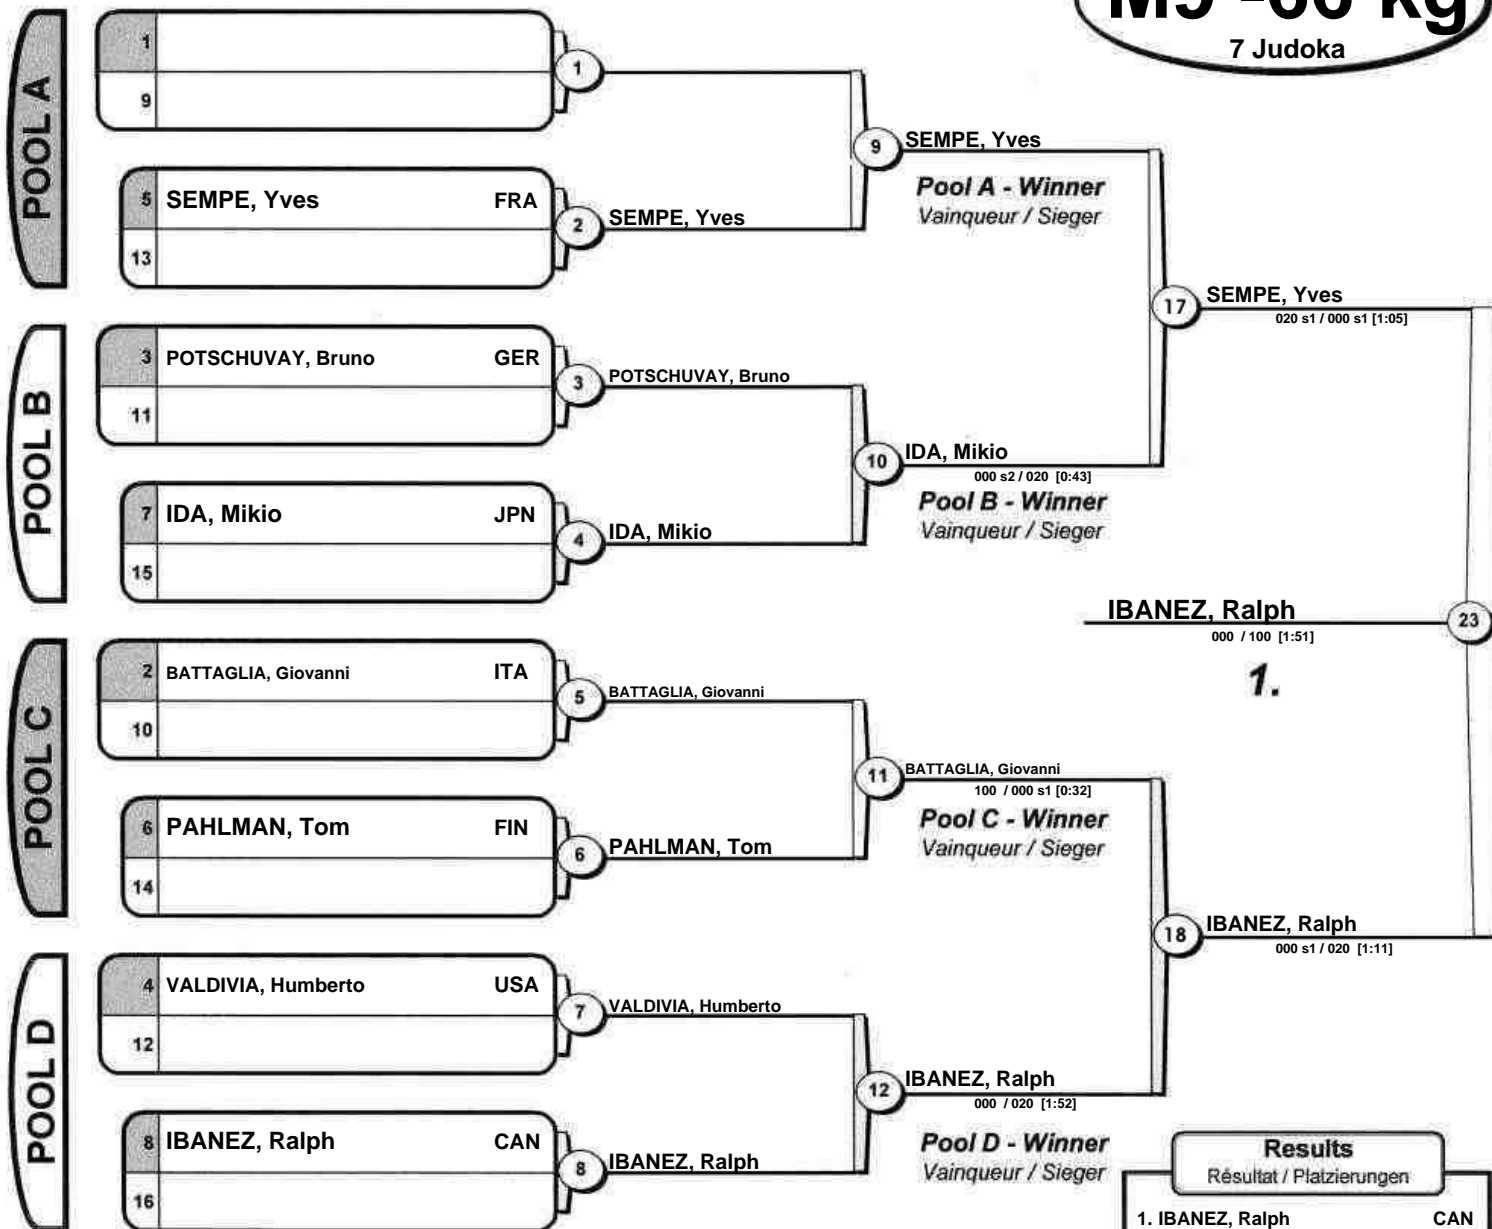 M9 -66 kg
7 Judoka
POOL A
1
9
1
5 SEMPE, Yves FRA
13
2 SEMPE, Yves
9 SEMPE, Yves
Pool A - Winner
Vainqueur / Sieger
POOL B
3 POTSCHUVAY, Bruno GER
11
3 POTSCHUVAY, Bruno
7 IDA, Mikio JPN
15
4 IDA, Mikio
10 IDA, Mikio
000 s2 / 020 [0:43]
Pool B - Winner
Vainqueur / Sieger
17 SEMPE, Yves
020 s1 / 000 s1 [1:05]
IBANEZ, Ralph 23
000 / 100 [1:51]
1.
POOL C
2 BATTAGLIA, Giovanni ITA
10
5 BATTAGLIA, Giovanni
6 PAHLMAN, Tom FIN
14
6 PAHLMAN, Tom
11 BATTAGLIA, Giovanni
100 / 000 s1 [0:32]
Pool C - Winner
Vainqueur / Sieger
18 IBANEZ, Ralph
000 s1 / 020 [1:11]
POOL D
4 VALDIVIA, Humberto USA
12
7 VALDIVIA, Humberto
8 IBANEZ, Ralph CAN
16
8 IBANEZ, Ralph
12 IBANEZ, Ralph
000 / 020 [1:52]
Pool D - Winner
Vainqueur / Sieger
Results
Résultat / Platzierungen
1. IBANEZ, Ralph CAN